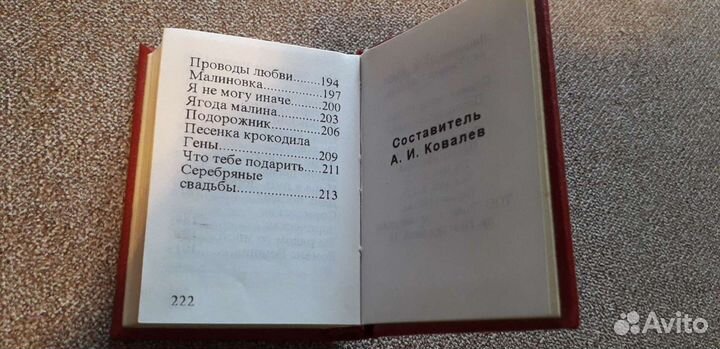 Проводы любви........194
Малиновка................197
Я не могу иначе.......200
Ягода малина...........203
Подорожник............206
Песенка крокодила
Гены.........................209
Что тебе подарить...211
Серебряные
свадьбы...................213
222
Составитель
А. И. Ковалев
Avito